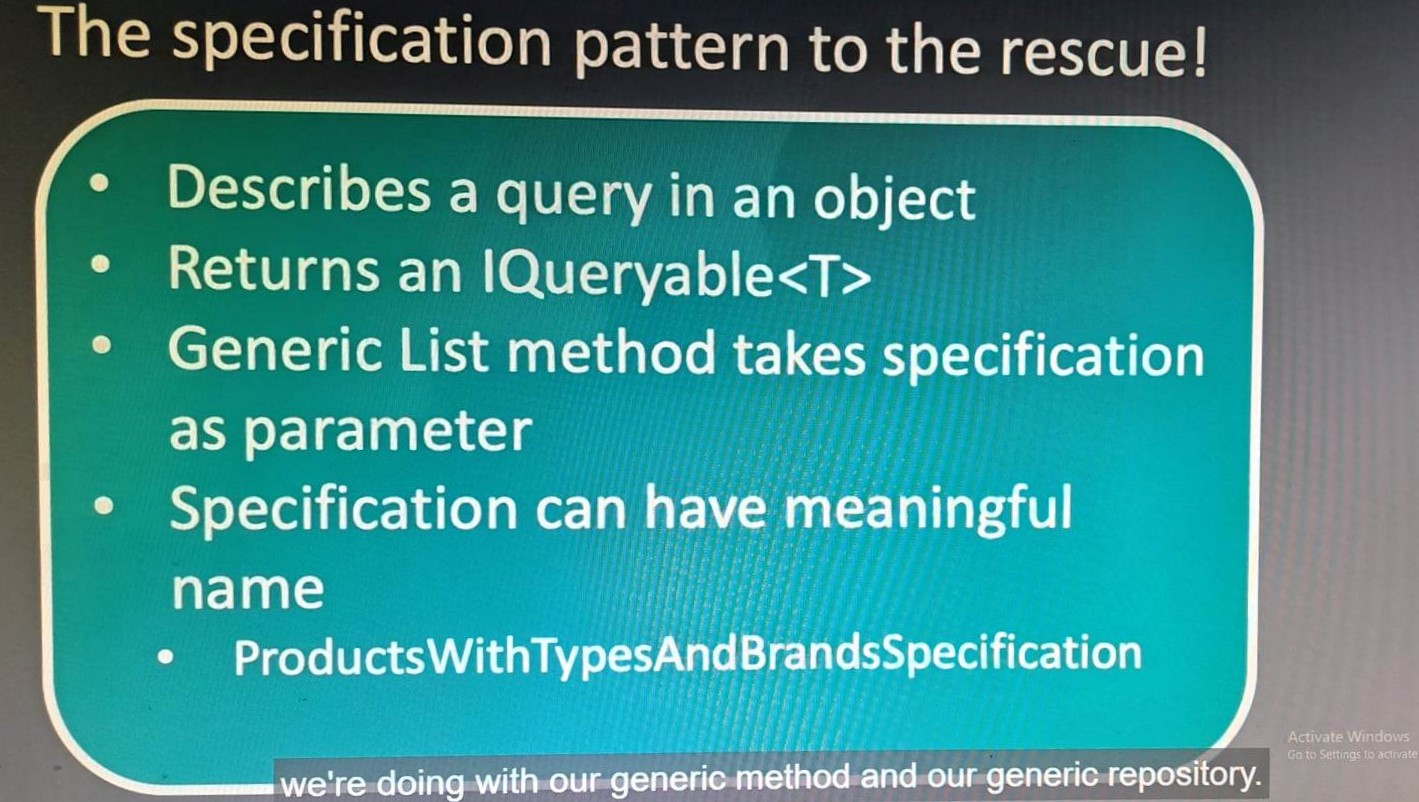 The specification pattern to the rescue!
• Describes a query in an object
• Returns an IQueryable<T>
• Generic List method takes specification
as parameter
• Specification can have meaningful
name
• ProductsWithTypesAndBrandsSpecification
Activate Windows
Go to Settings to activate
we're doing with our generic method and our generic repository.